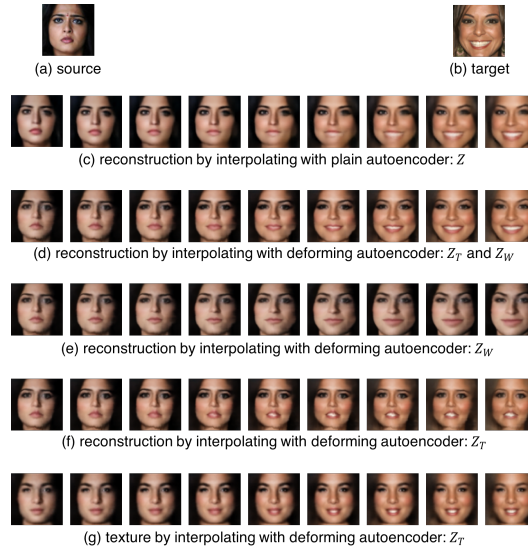 (a) source
(b) target
(c) reconstruction by interpolating with plain autoencoder: Z
(d) reconstruction by interpolating with deforming autoencoder: Z_T and Z_W
(e) reconstruction by interpolating with deforming autoencoder: Z_W
(f) reconstruction by interpolating with deforming autoencoder: Z_T
(g) texture by interpolating with deforming autoencoder: Z_T